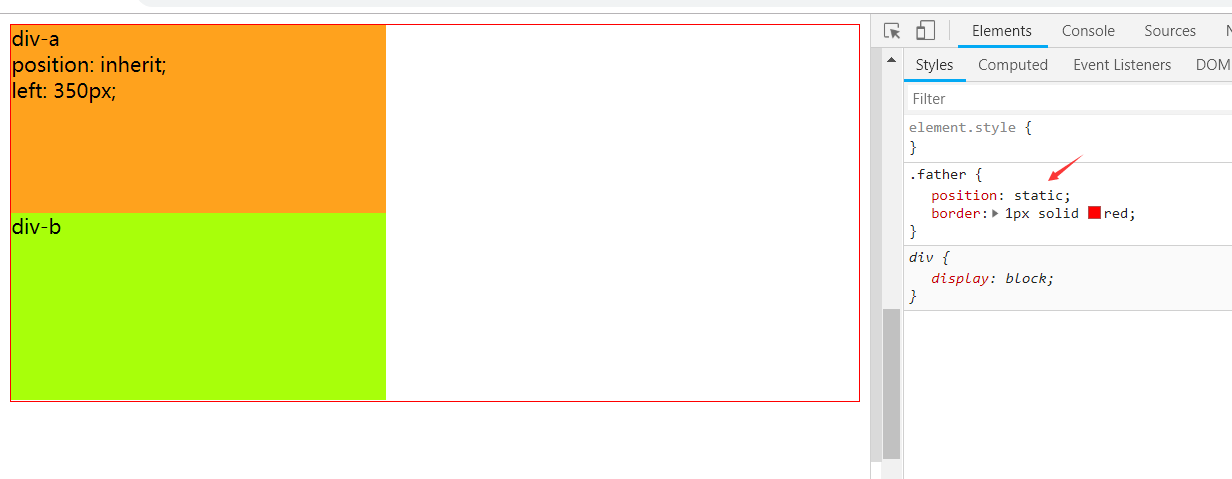 div-a
position: inherit;
left: 350px;
div-b
Elements Console Sources
Styles Computed Event Listeners DOM
Filter
element.style {
}
.father {
position: static;
border: 1px solid red;
}
div {
display: block;
}